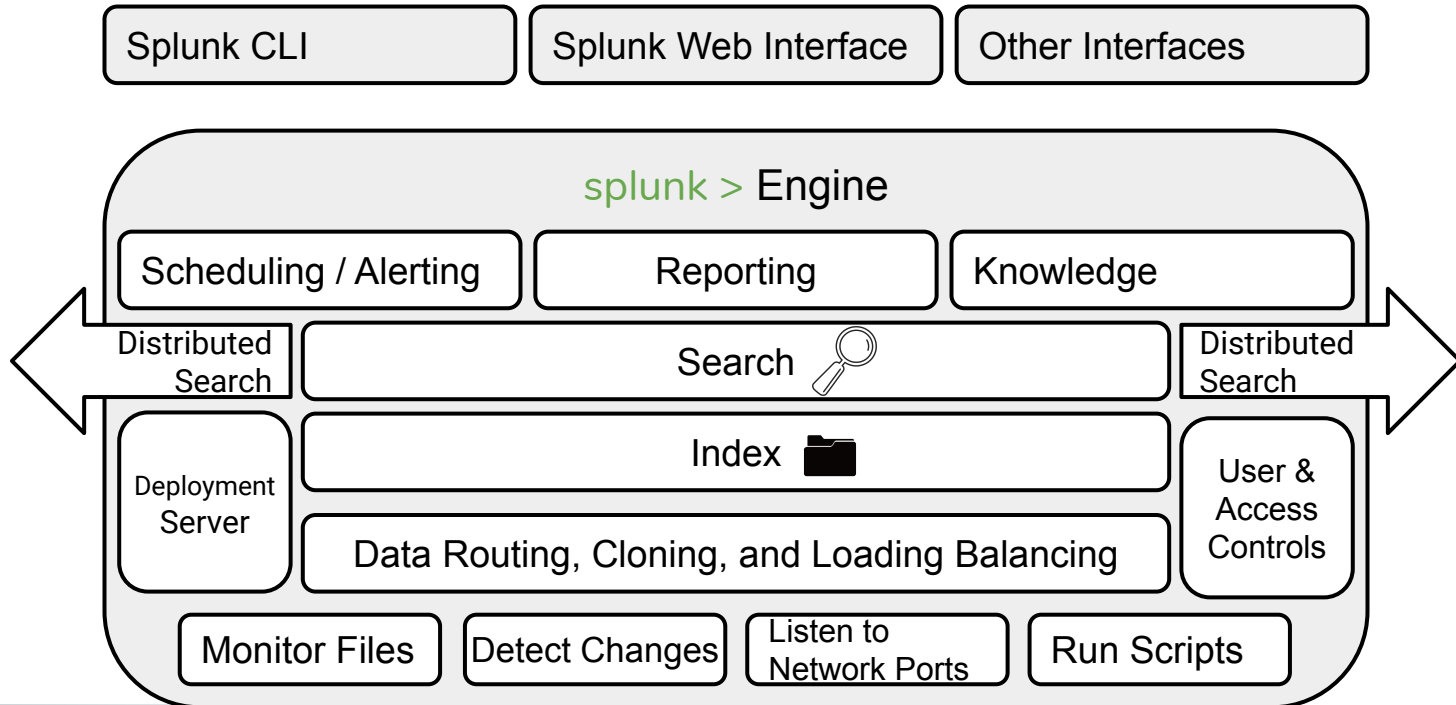 Splunk CLI
Splunk Web Interface
Other Interfaces
splunk > Engine
Scheduling / Alerting
Reporting
Knowledge
Distributed
Search
Search
Distributed
Search
Deployment
Server
Index
User &
Access
Controls
Data Routing, Cloning, and Loading Balancing
Monitor Files
Detect Changes
Listen to
Network Ports
Run Scripts